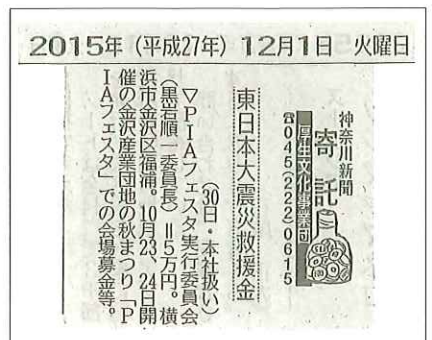 2015年（平成27年）12月1日 火曜日
神奈川新聞
寄託
厚生文化事業団
☎045(222)0615
東日本大震災救援金
(30日・本社扱い)
▽PIAフェスタ実行委員会
(黒岩順一委員長)＝5万円。横
浜市金沢区福浦。10月23、24日開
催の金沢産業団地の秋まつり「P
IAフェスタ」での会場募金等。